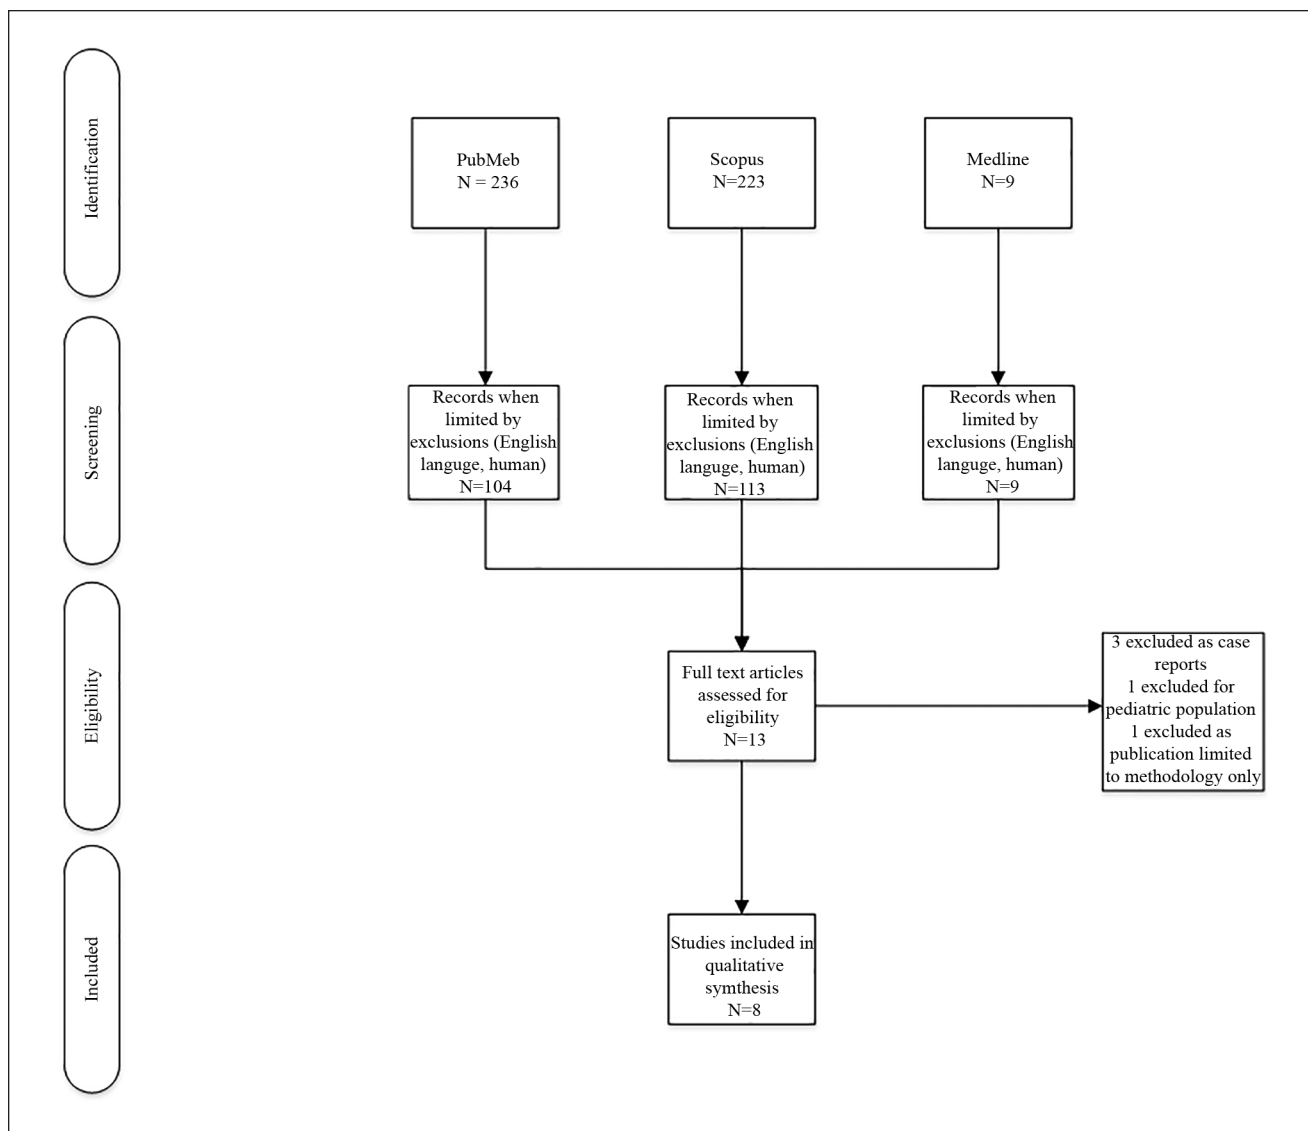 Identification
PubMeb
N = 236
Scopus
N=223
Medline
N=9
Screening
Records when
limited by
exclusions (English
languge, human)
N=104
Records when
limited by
exclusions (English
languge, human)
N=113
Records when
limited by
exclusions (English
languge, human)
N=9
Eligibility
Full text articles
assessed for
eligibility
N=13
3 excluded as case
reports
1 excluded for
pediatric population
1 excluded as
publication limited
to methodology only
Included
Studies included in
qualitative
symthesis
N=8